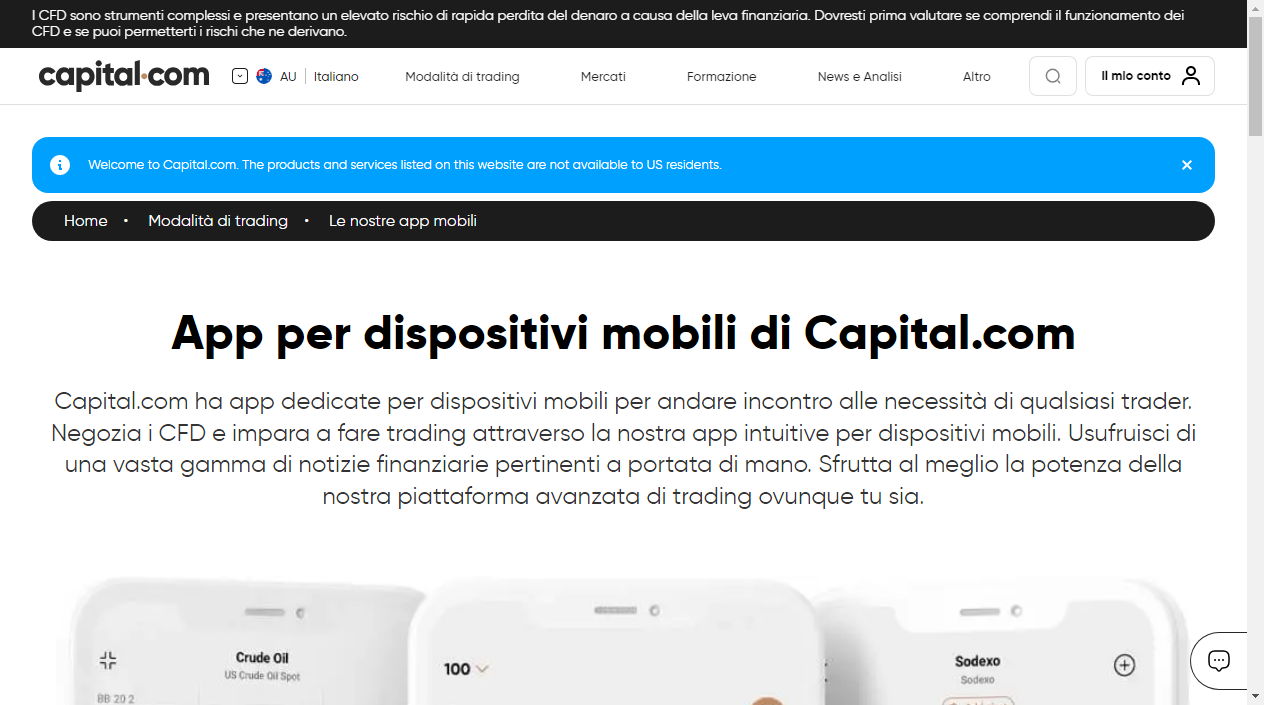 I CFD sono strumenti complessi e presentano un elevato rischio di rapida perdita del denaro a causa della leva finanziaria. Dovresti prima valutare se comprendi il funzionamento dei
CFD e se puoi permetterti i rischi che ne derivano.
capital.com
AU Italiano
Modalità di trading
Mercati
Formazione
News e Analisi
Altro
Il mio conto
Welcome to Capital.com. The products and services listed on this website are not available to US residents.
Home • Modalità di trading • Le nostre app mobili
App per dispositivi mobili di Capital.com
Capital.com ha app dedicate per dispositivi mobili per andare incontro alle necessità di qualsiasi trader.
Negozia i CFD e impara a fare trading attraverso la nostra app intuitive per dispositivi mobili. Usufruisci di
una vasta gamma di notizie finanziarie pertinenti a portata di mano. Sfrutta al meglio la potenza della
nostra piattaforma avanzata di trading ovunque tu sia.
Crude Oil
US Crude Oil Spot
BB 20 2
100
Sodexo
Sodexo